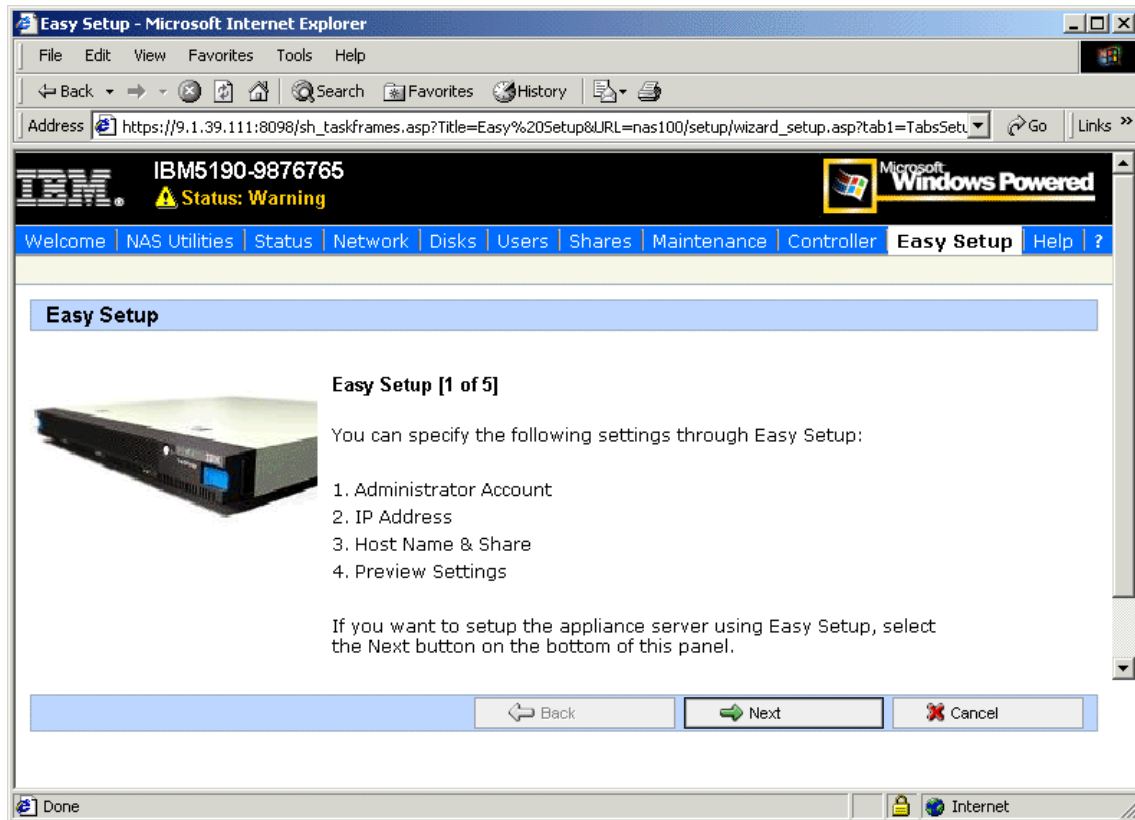 Easy Setup - Microsoft Internet Explorer
File Edit View Favorites Tools Help
Back Search Favorites History
Address https://9.1.39.111:8098/sh_taskframes.asp?Title=Easy%20Setup&URL=nas100/setup/wizard_setup.asp?tab1=TabsSetu Go Links »
IBM® IBM5190-9876765 Microsoft
Status: Warning Windows Powered
Welcome NAS Utilities Status Network Disks Users Shares Maintenance Controller Easy Setup Help ?
Easy Setup
Easy Setup [1 of 5]
You can specify the following settings through Easy Setup:
1. Administrator Account
2. IP Address
3. Host Name & Share
4. Preview Settings
If you want to setup the appliance server using Easy Setup, select
the Next button on the bottom of this panel.
Back Next Cancel
Done Internet